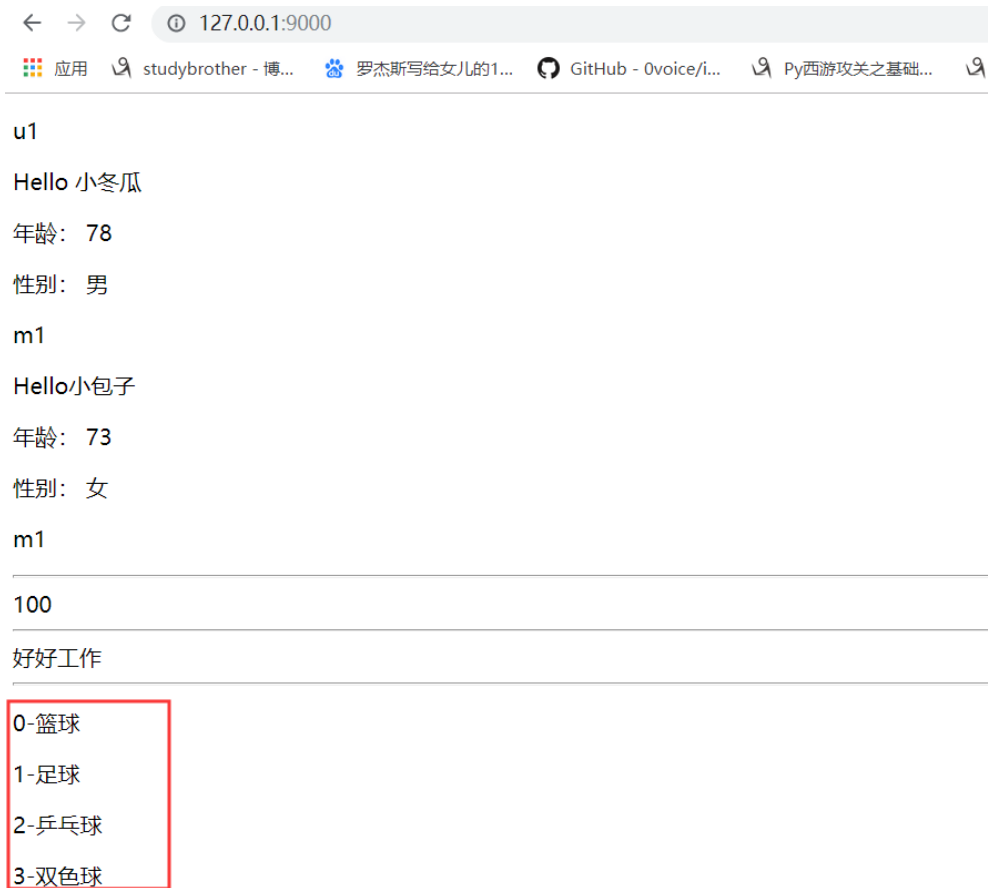 127.0.0.1:9000
应用 studybrother - 博... 罗杰斯写给女儿的1... GitHub - 0voice/i... Py西游攻关之基础...
u1
Hello 小冬瓜
年龄： 78
性别： 男
m1
Hello小包子
年龄： 73
性别： 女
m1
100
好好工作
0-篮球
1-足球
2-乒乓球
3-双色球